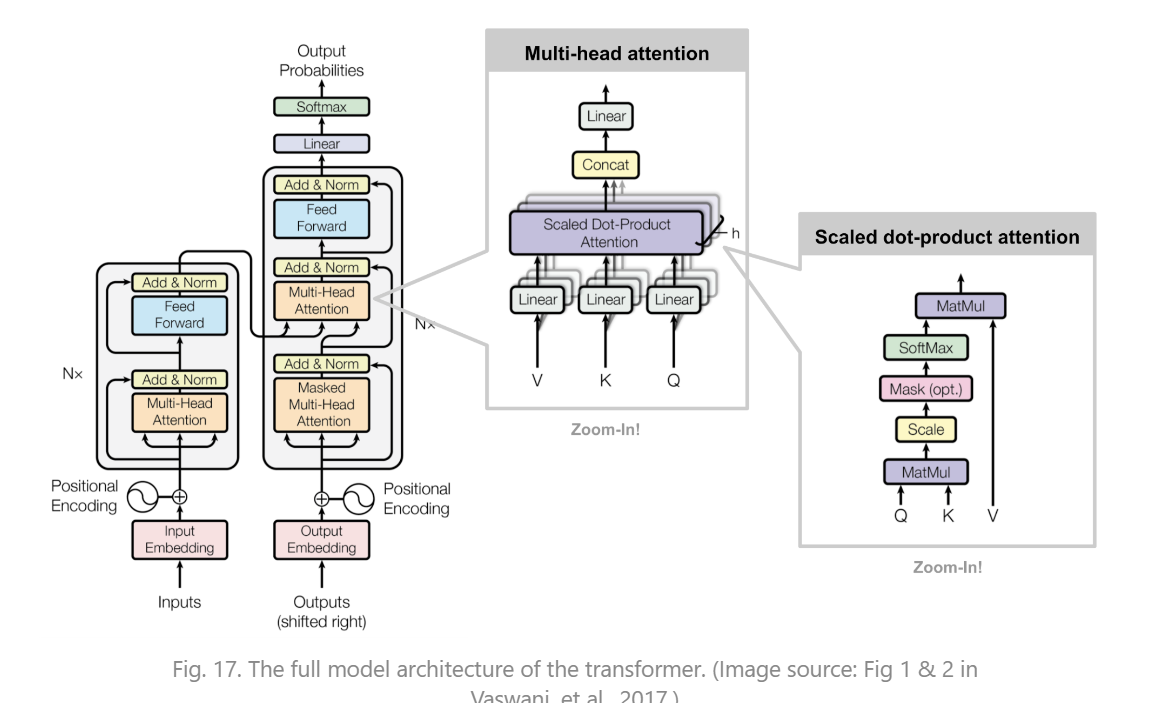 Output
Probabilities
Softmax
Linear
Add & Norm
Feed
Forward
Add & Norm
Multi-Head
Attention
Add & Norm
Masked
Multi-Head
Attention
Nx
Add & Norm
Feed
Forward
Add & Norm
Multi-Head
Attention
N×
Positional
Encoding
Positional
Encoding
Input
Embedding
Output
Embedding
Inputs
Outputs
(shifted right)
Multi-head attention
Linear
Concat
Scaled Dot-Product
Attention
h
Linear
Linear
Linear
V K Q
Zoom-In!
Scaled dot-product attention
MatMul
SoftMax
Mask (opt.)
Scale
MatMul
Q K V
Zoom-In!
Fig. 17. The full model architecture of the transformer. (Image source: Fig 1 & 2 in
Vaswani, et al., 2017.)